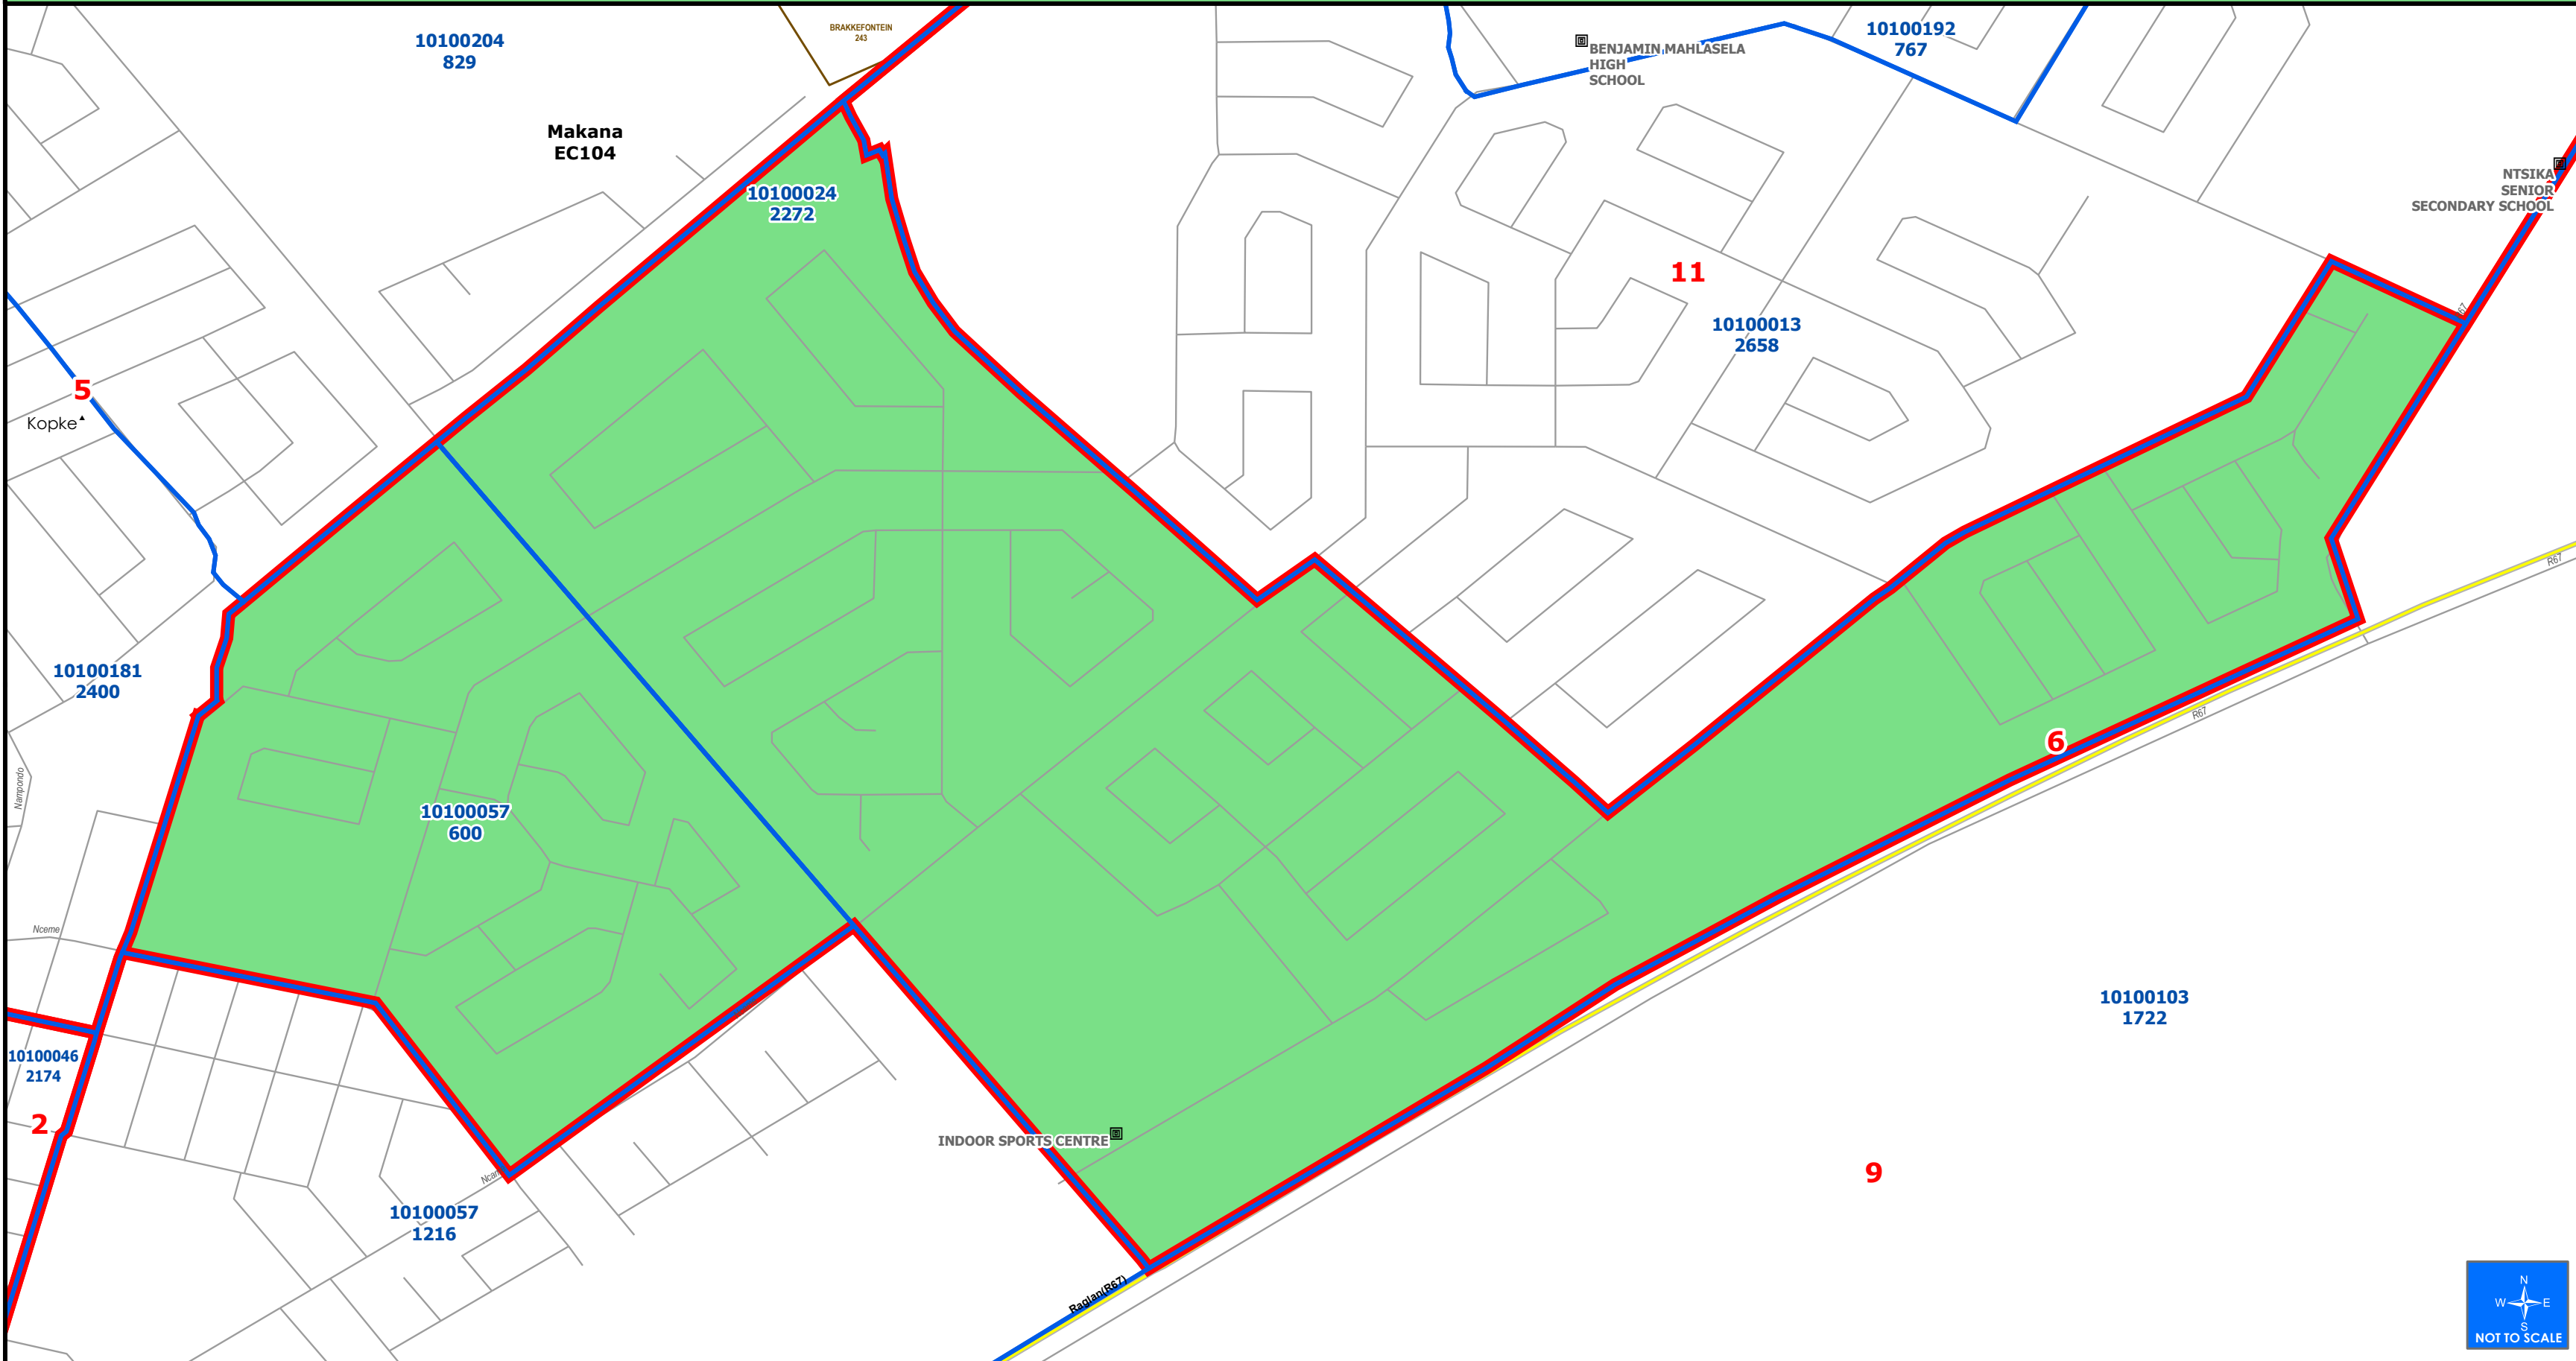 BRAKKEFONTEIN
243
10100204
829
10100192
767
BENJAMIN MAHLASELA
HIGH
SCHOOL
Makana
EC104
NTSIKA
SENIOR
SECONDARY SCHOOL
10100024
2272
11
10100013
2658
5
Kopke
R67
10100181
2400
R67
6
Nampondo
10100057
600
Nceme
10100103
1722
10100046
2174
2
INDOOR SPORTS CENTRE
9
10100057
1216
Raglan(R67)
N
W E
S
NOT TO SCALE